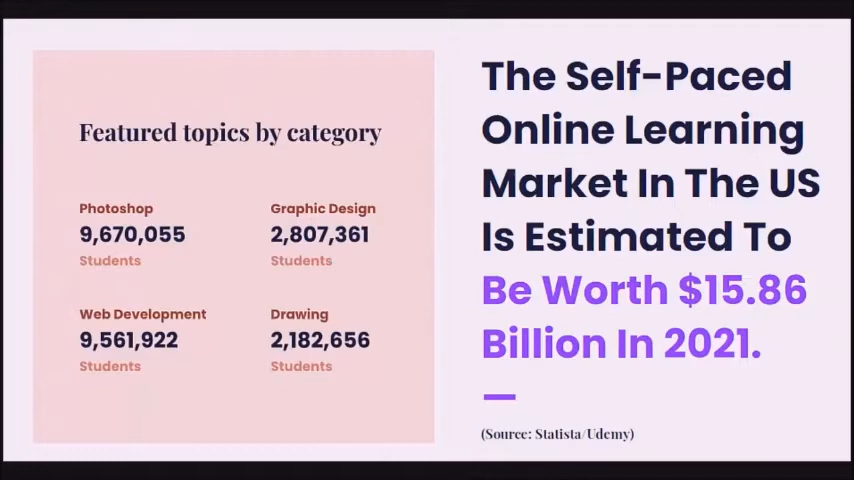 Featured topics by category
Photoshop
9,670,055
Students
Graphic Design
2,807,361
Students
Web Development
9,561,922
Students
Drawing
2,182,656
Students
The Self-Paced
Online Learning
Market In The US
Is Estimated To
Be Worth $15.86
Billion In 2021.
(Source: Statista/Udemy)